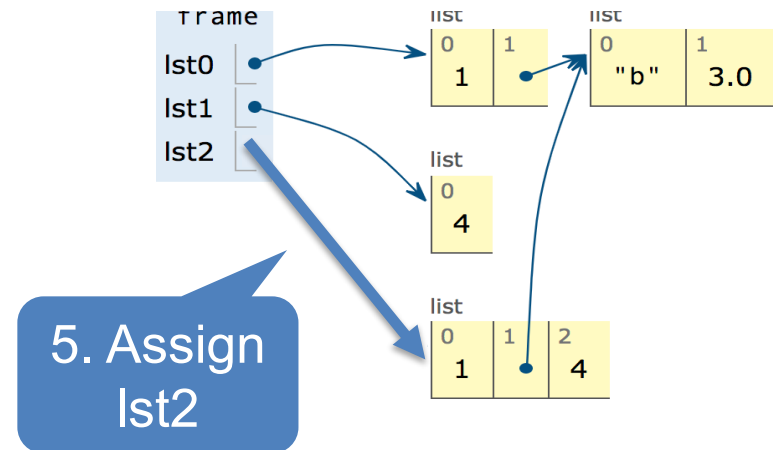 frame
lst0
lst1
lst2
list
0 1
1
list
0 1
"b" 3.0
list
0
4
list
0 1 2
1 4
5. Assign
lst2